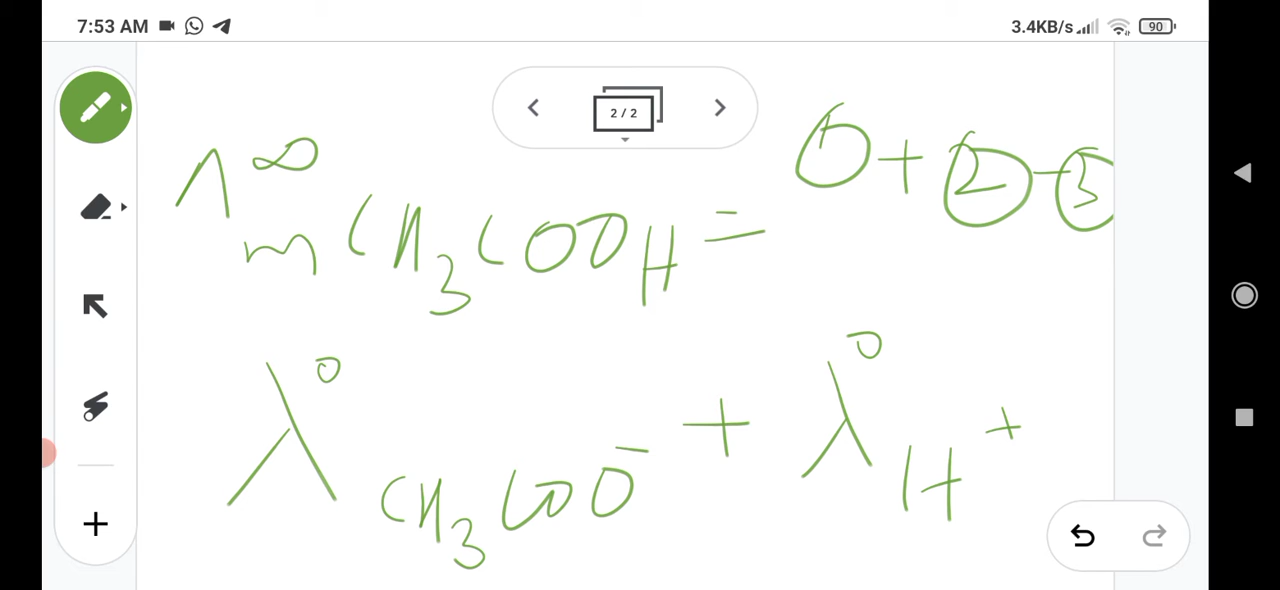 7:53 AM 3.4KB/s 90
2 / 2
Λ∞m CH3COOH = ① + ② - ③
λ° CH3COO- + λ° H+